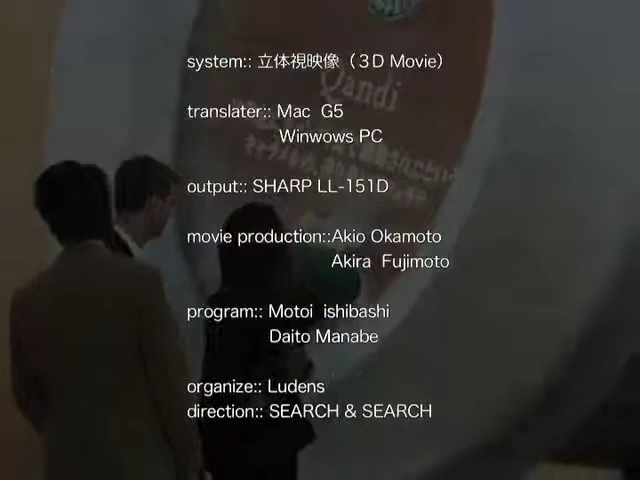 system:: 立体視映像（３D Movie）
Qandi
translater:: Mac G5
Winwows PC
output:: SHARP LL-151D
movie production::Akio Okamoto
Akira Fujimoto
program:: Motoi ishibashi
Daito Manabe
organize:: Ludens
direction:: SEARCH & SEARCH